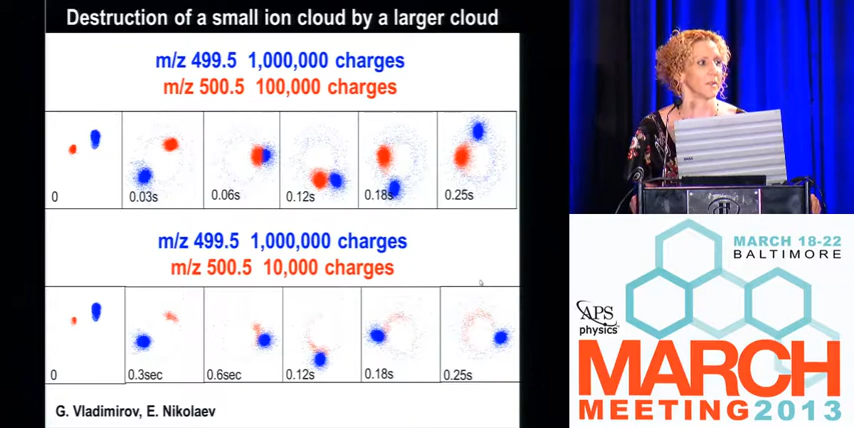 Destruction of a small ion cloud by a larger cloud
m/z 499.5 1,000,000 charges
m/z 500.5 100,000 charges
0
0.03s
0.06s
0.12s
0.18s
0.25s
m/z 499.5 1,000,000 charges
m/z 500.5 10,000 charges
0
0.3sec
0.6sec
0.12s
0.18s
0.25s
G. Vladimirov, E. Nikolaev
MARCH 18-22
BALTIMORE
APS
physics
MARCH
MEETING2013